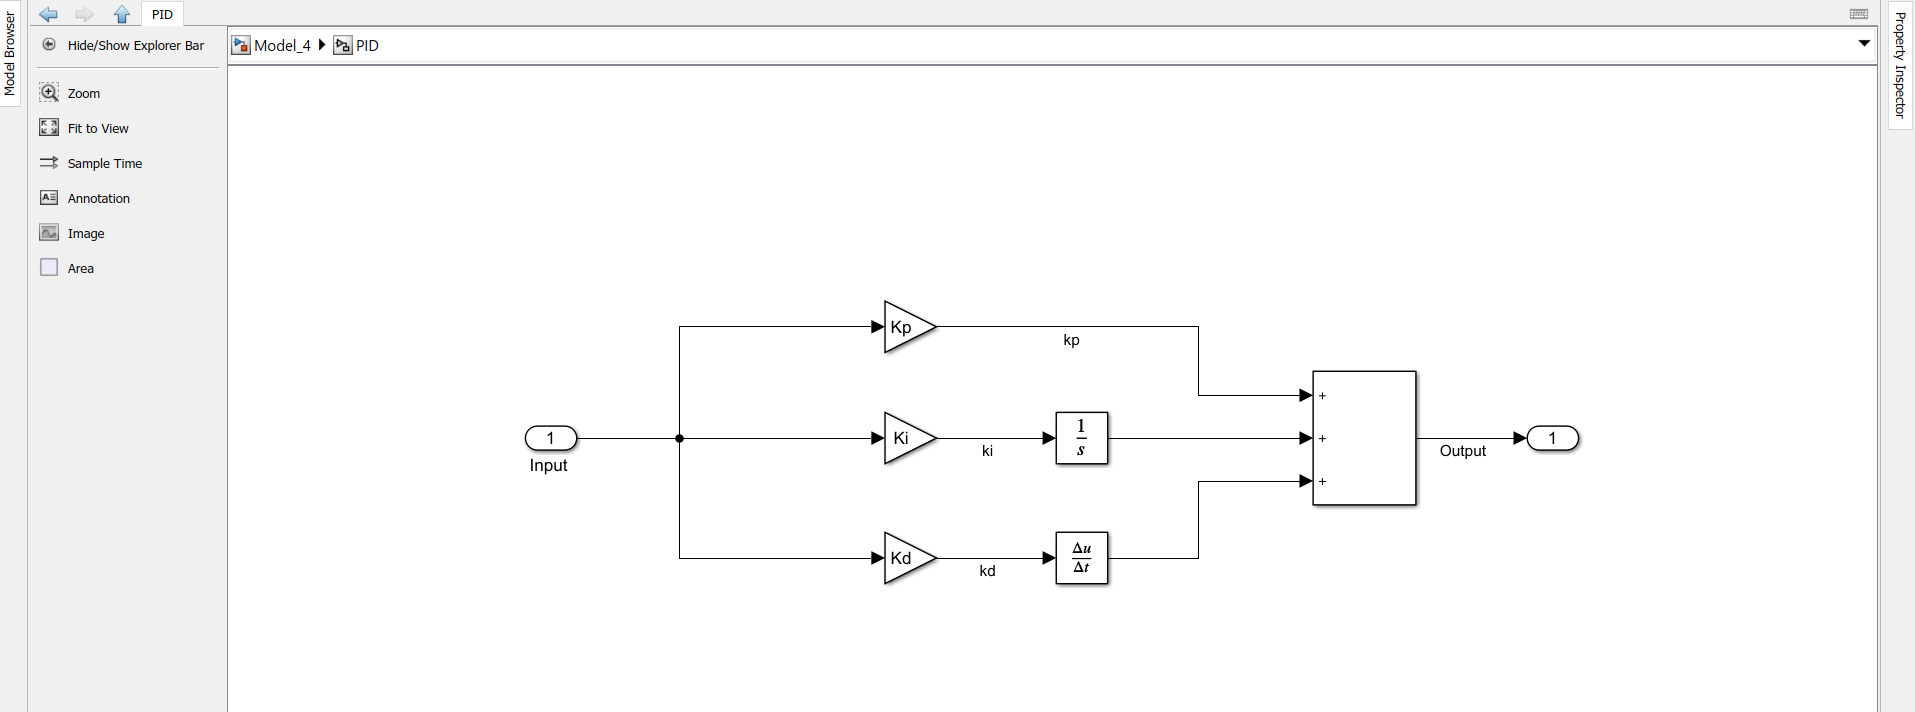 PID
Model Browser
Hide/Show Explorer Bar
Model_4 PID
Property Inspector
Zoom
Fit to View
Sample Time
Annotation
Image
Area
Kp
kp
+
1
Input
Ki
ki
1
s
+
Output
1
+
Kd
kd
Δu
Δt